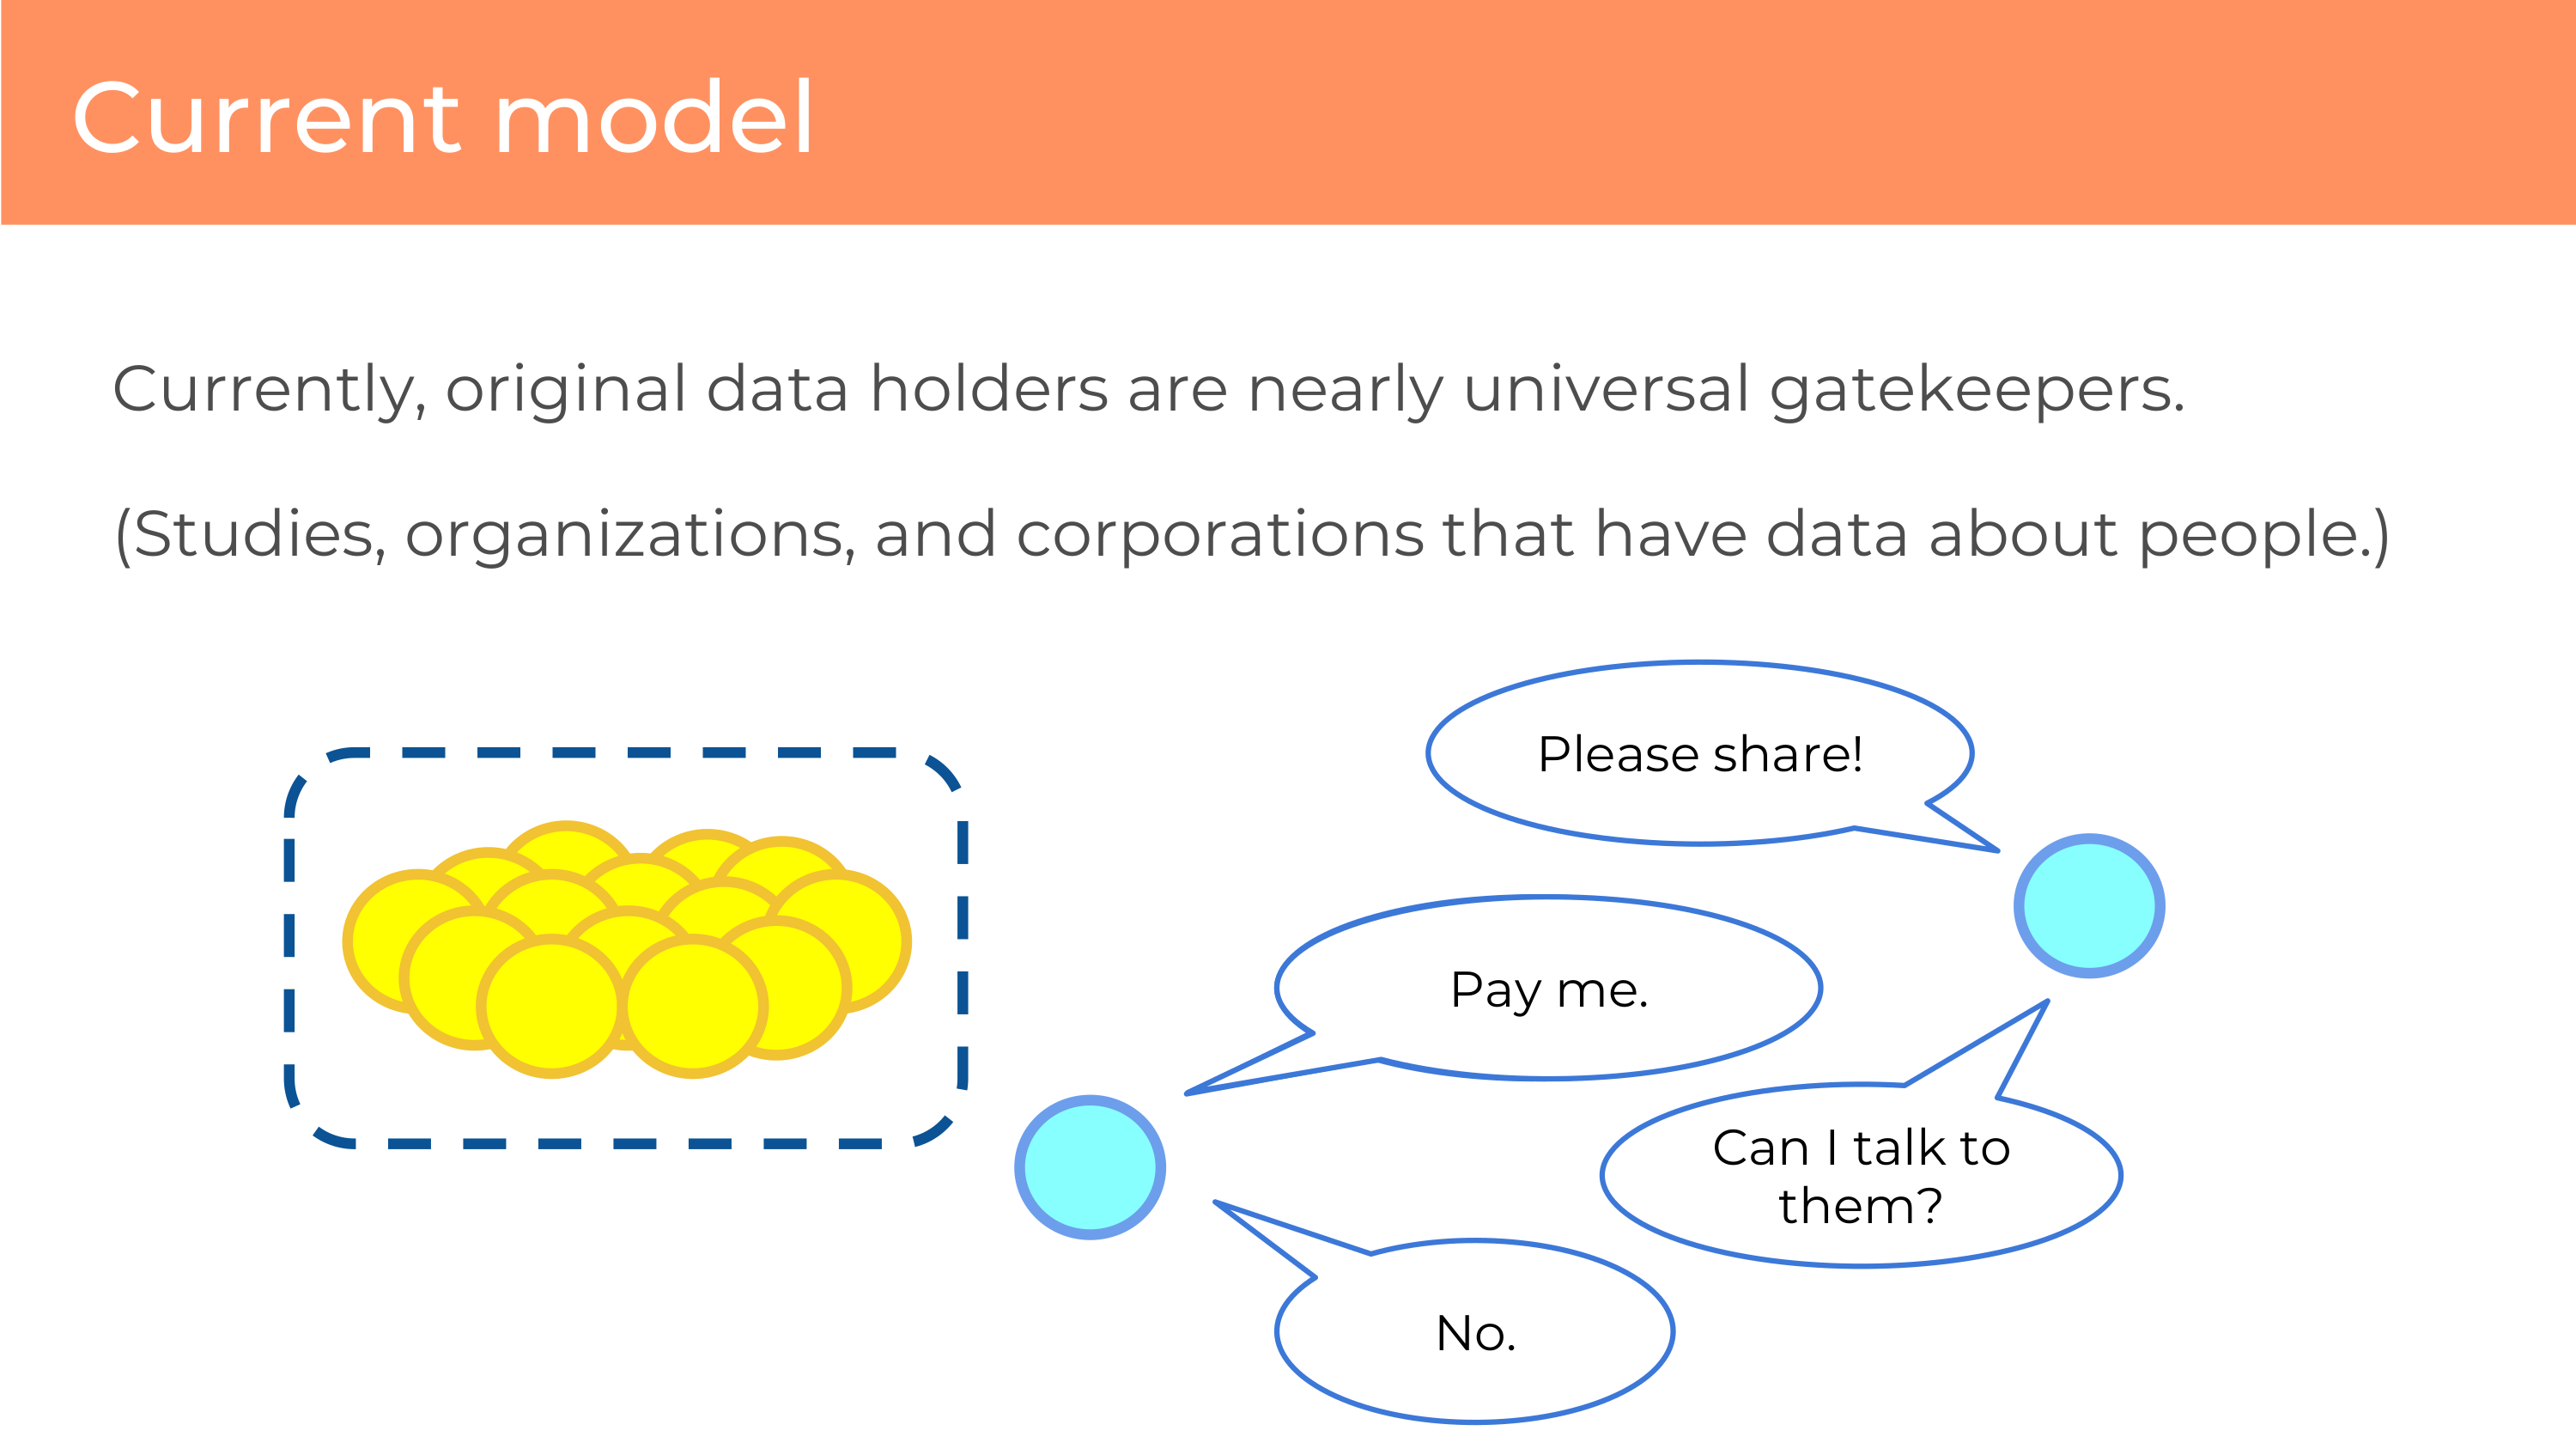 Current model
Currently, original data holders are nearly universal gatekeepers.
(Studies, organizations, and corporations that have data about people.)
Please share!
Pay me.
Can I talk to
them?
No.